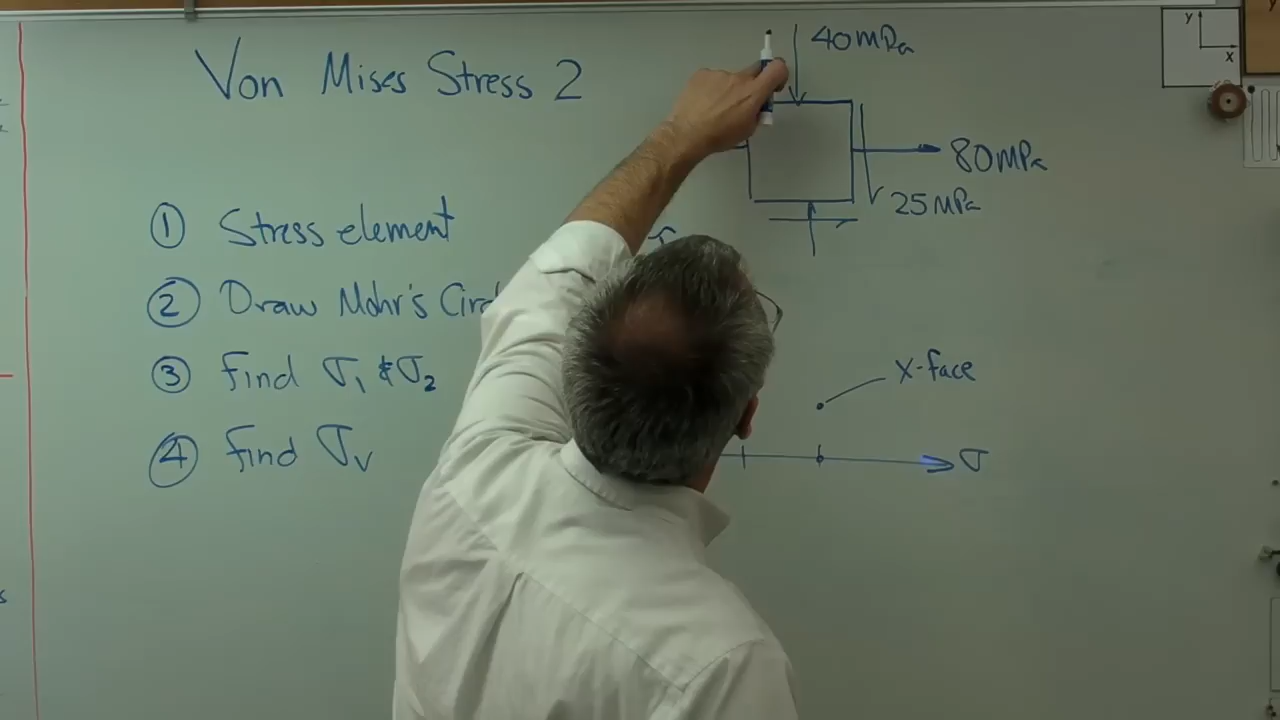 Von Mises Stress 2
40 MPa
80 MPa
25 MPa
① Stress element
② Draw Mohr's
③ Find σ₁ & σ₂
④ Find σᵥ
x-face
σ
y
x